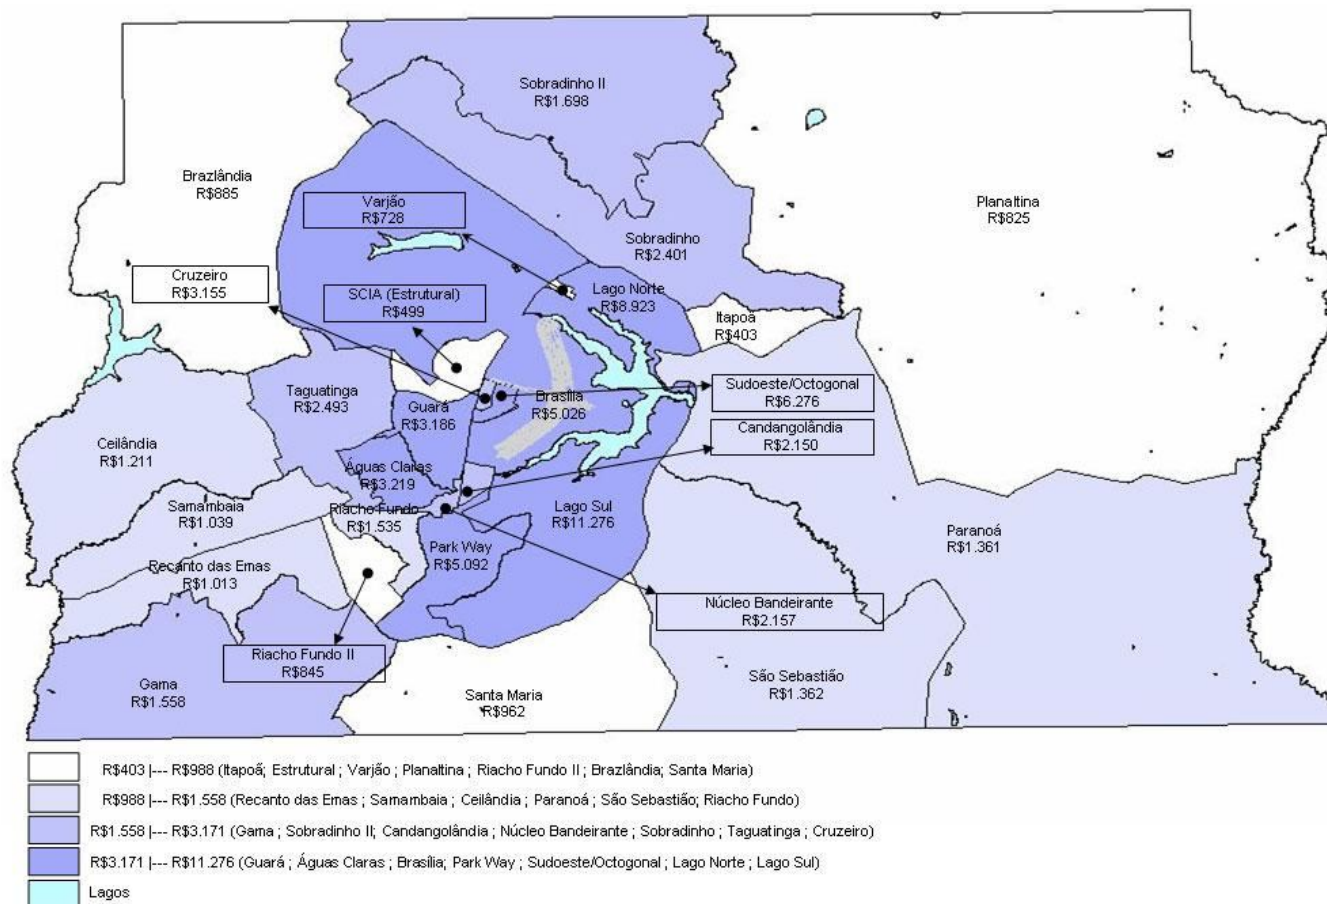 Sobradinho II
R$1.698
Brazlândia
R$885
Varjão
R$728
Planaltina
R$825
Sobradinho
R$2.401
Cruzeiro
R$3.155
SCIA (Estrutural)
R$499
Lago Norte
R$8.923
Itapoã
R$403
Taguatinga
R$2.493
Guará
R$3.186
Brasília
R$5.026
Sudoeste/Octogonal
R$6.276
Candangolândia
R$2.150
Ceilândia
R$1.211
Águas Claras
R$3.219
Samambaia
R$1.039
Riacho Fundo
R$1.535
Lago Sul
R$11.276
Park Way
R$5.092
Paranoá
R$1.361
Recanto das Emas
R$1.013
Núcleo Bandeirante
R$2.157
Riacho Fundo II
R$845
Gama
R$1.558
Santa Maria
R$962
São Sebastião
R$1.362
R$403 |--- R$988 (Itapoã; Estrutural ; Varjão ; Planaltina ; Riacho Fundo II ; Brazlândia; Santa Maria)
R$988 |--- R$1.558 (Recanto das Emas ; Samambaia ; Ceilândia ; Paranoá ; São Sebastião; Riacho Fundo)
R$1.558 |--- R$3.171 (Gama ; Sobradinho II; Candangolândia ; Núcleo Bandeirante ; Sobradinho ; Taguatinga ; Cruzeiro)
R$3.171 |--- R$11.276 (Guará ; Águas Claras ; Brasília; Park Way ; Sudoeste/Octogonal ; Lago Norte ; Lago Sul)
Lagos